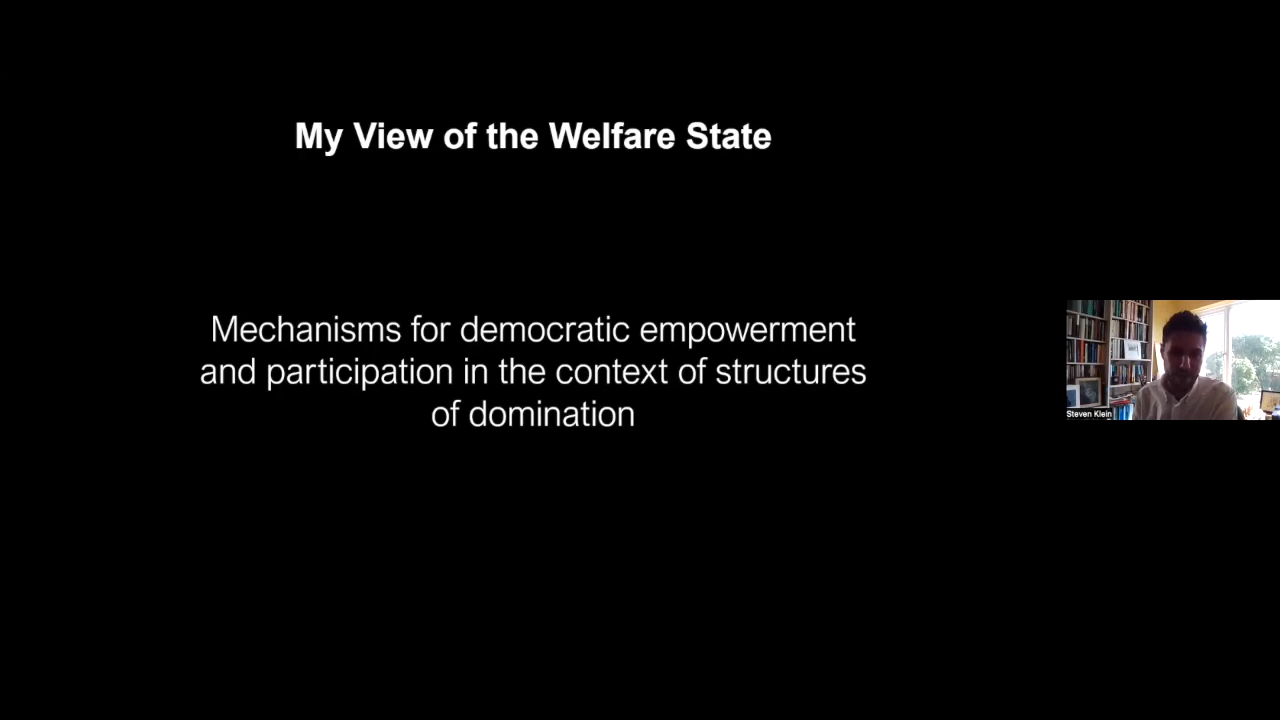 My View of the Welfare State
Mechanisms for democratic empowerment
and participation in the context of structures
of domination
Steven Klein